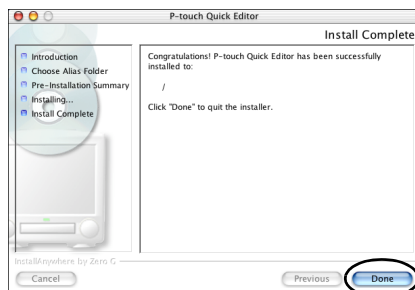 P-touch Quick Editor
Install Complete
Introduction
Choose Alias Folder
Pre-Installation Summary
Installing...
Install Complete
Congratulations! P-touch Quick Editor has been successfully
installed to:
/
Click "Done" to quit the installer.
InstallAnywhere by Zero G
Cancel
Previous
Done